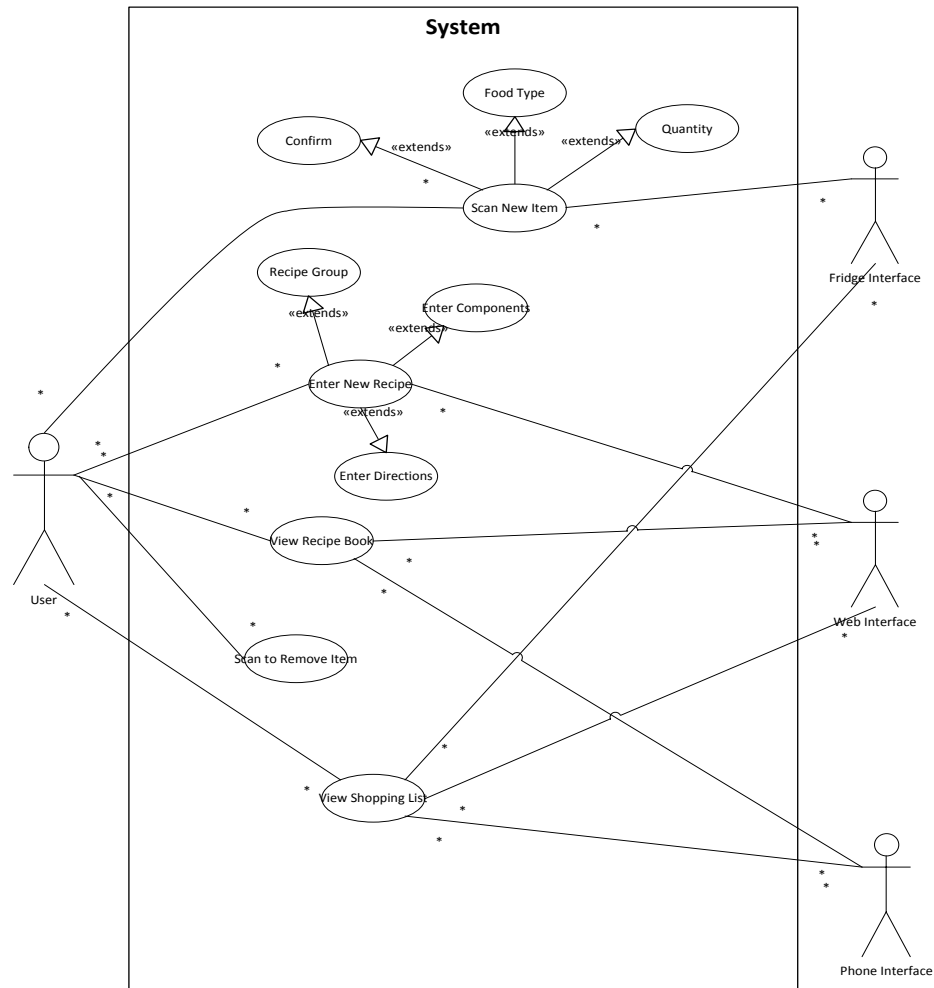 System
Food Type
«extends»
Quantity
Confirm
«extends»
«extends»
*
Scan New Item
*
*
Fridge Interface
*
Recipe Group
«extends»
Enter Components
«extends»
*
Enter New Recipe
*
«extends»
*
*
*
*
Enter Directions
*
View Recipe Book
*
*
*
*
User
*
*
Scan to Remove Item
Web Interface
*
*
*
View Shopping List
*
*
*
*
Phone Interface